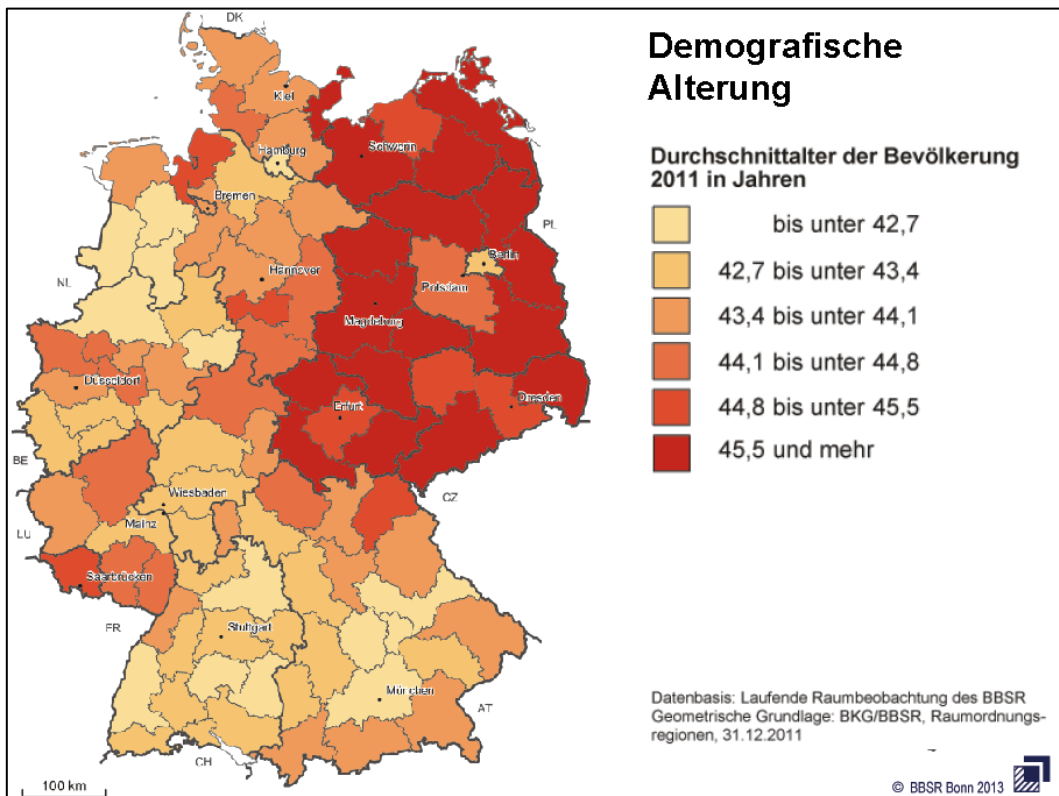 DK
Demografische
Alterung
Kiel
Schwerin
Hamburg
Bremen
Durchschnittalter der Bevölkerung
2011 in Jahren
bis unter 42,7
PL
Berlin
42,7 bis unter 43,4
NL
Hannover
Potsdam
43,4 bis unter 44,1
Magdeburg
44,1 bis unter 44,8
Düsseldorf
44,8 bis unter 45,5
Erfurt
Dresden
45,5 und mehr
BE
Wiesbaden
CZ
Mainz
LU
Saarbrücken
FR
Stuttgart
München
AT
Datenbasis: Laufende Raumbeobachtung des BBSR
Geometrische Grundlage: BKG/BBSR, Raumordnungs-
regionen, 31.12.2011
CH
100 km
© BBSR Bonn 2013